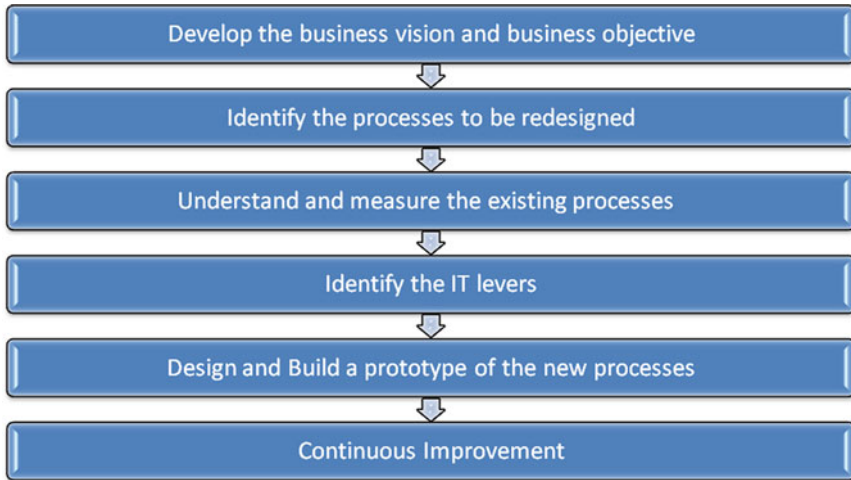 Develop the business vision and business objective
Identify the processes to be redesigned
Understand and measure the existing processes
Identify the IT levers
Design and Build a prototype of the new processes
Continuous Improvement